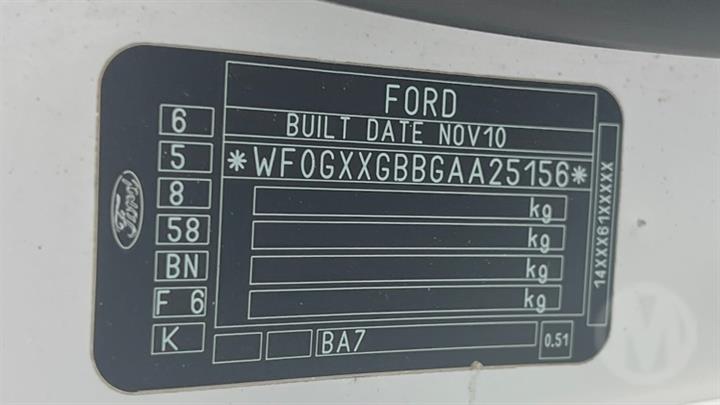 FORD
BUILT DATE NOV10
*WF0GXXGBBGAA25156*
kg
kg
kg
kg
6
5
8
58
BN
F 6
K
BA7
0.51
14XXX61XXXXX
Ford
M